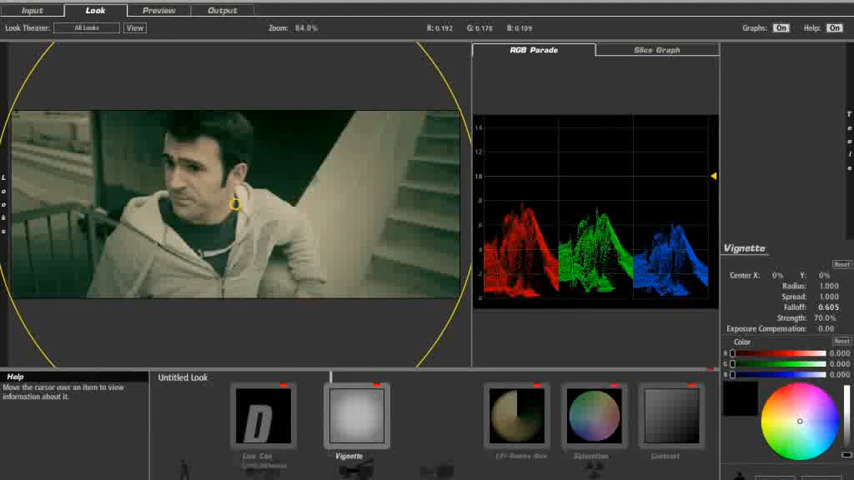 Input Look Preview Output
Look Theater: All Looks View Zoom: 84.0% R: 0.192 G: 0.178 B: 0.109 Graphs: On Help: On
RGB Parade Slice Graph
Looks
Tools
Vignette
Reset
Center X: 0% Y: 0%
Radius: 1.000
Spread: 1.000
Falloff: 0.605
Strength: 70.0%
Exposure Compensation: 0.00
Color Reset
0.000
G 0.000
0.000
Help
Move the cursor over an item to view
information about it.
Untitled Look
D
Vignette
Saturation
Contrast